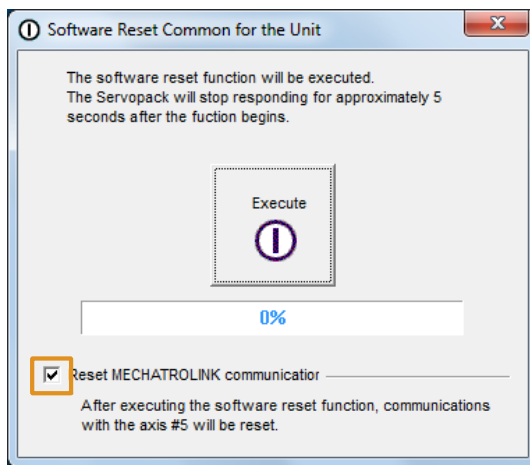 Software Reset Common for the Unit
The software reset function will be executed.
The Servopack will stop responding for approximately 5
seconds after the fuction begins.
Execute
0%
Reset MECHATROLINK communication
After executing the software reset function, communications
with the axis #5 will be reset.